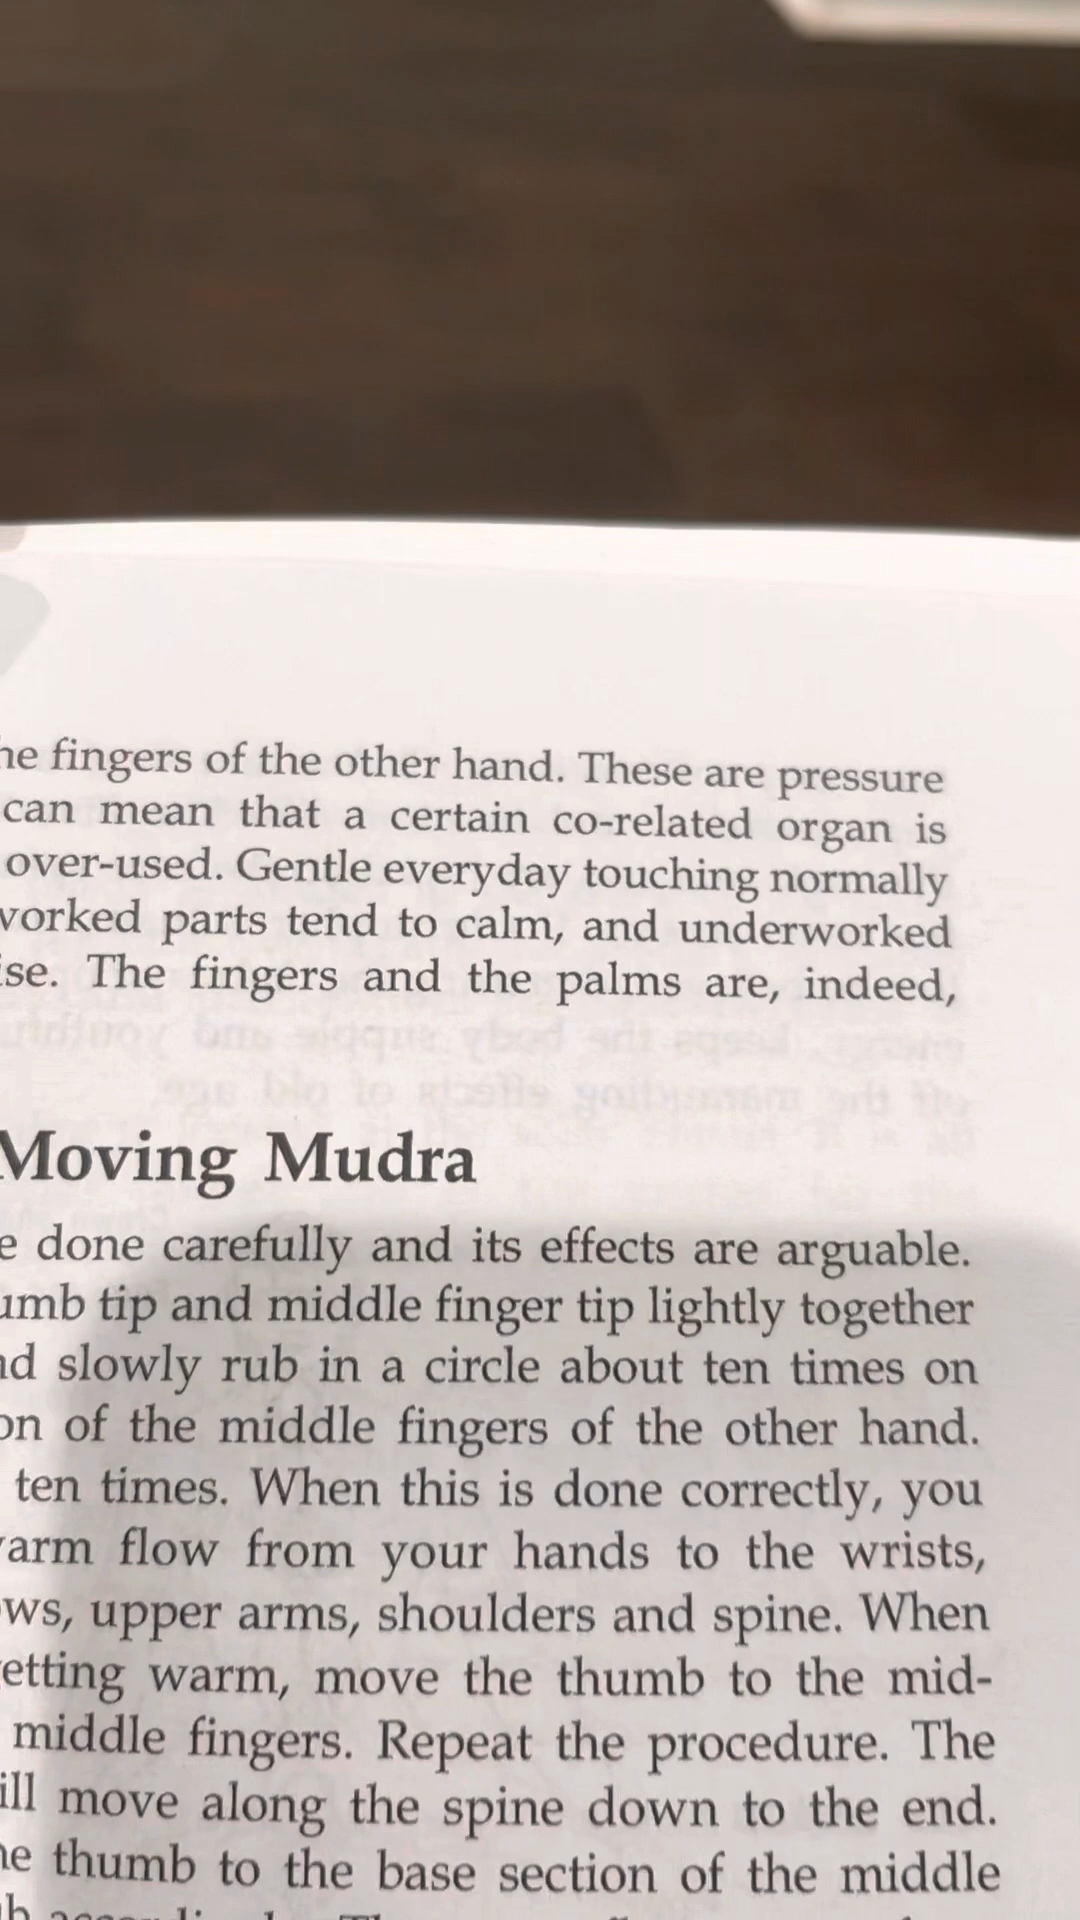 he fingers of the other hand. These are pressure
can mean that a certain co-related organ is
over-used. Gentle everyday touching normally
worked parts tend to calm, and underworked
ise. The fingers and the palms are, indeed,
Moving Mudra
e done carefully and its effects are arguable.
umb tip and middle finger tip lightly together
nd slowly rub in a circle about ten times on
on of the middle fingers of the other hand.
ten times. When this is done correctly, you
arm flow from your hands to the wrists,
ows, upper arms, shoulders and spine. When
etting warm, move the thumb to the mid-
middle fingers. Repeat the procedure. The
ill move along the spine down to the end.
he thumb to the base section of the middle